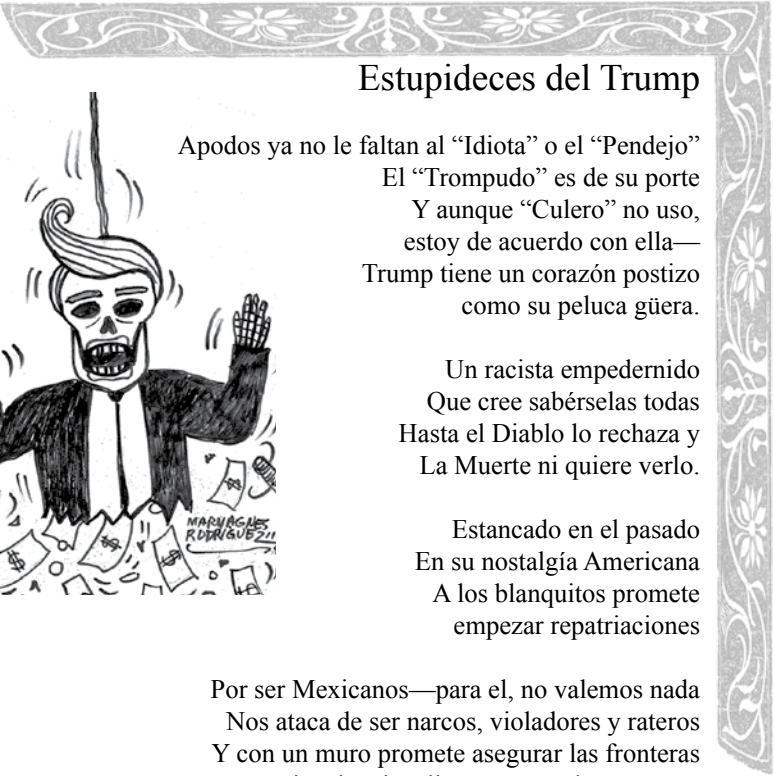 Estupideces del Trump
Apodos ya no le faltan al “Idiota” o el “Pendejo”
El “Trompudo” es de su porte
Y aunque “Culero” no uso,
estoy de acuerdo con ella—
Trump tiene un corazón postizo
como su peluca güera.
Un racista empedernido
Que cree sabérselas todas
Hasta el Diablo lo rechaza y
La Muerte ni quiere verlo.
Estancado en el pasado
En su nostalgía Americana
A los blanquitos promete
empezar repatriaciones
Por ser Mexicanos—para el, no valemos nada
Nos ataca de ser narcos, violadores y rateros
Y con un muro promete asegurar las fronteras
$
$
$
$
$
MARYAGNES
RODRIGUEZ